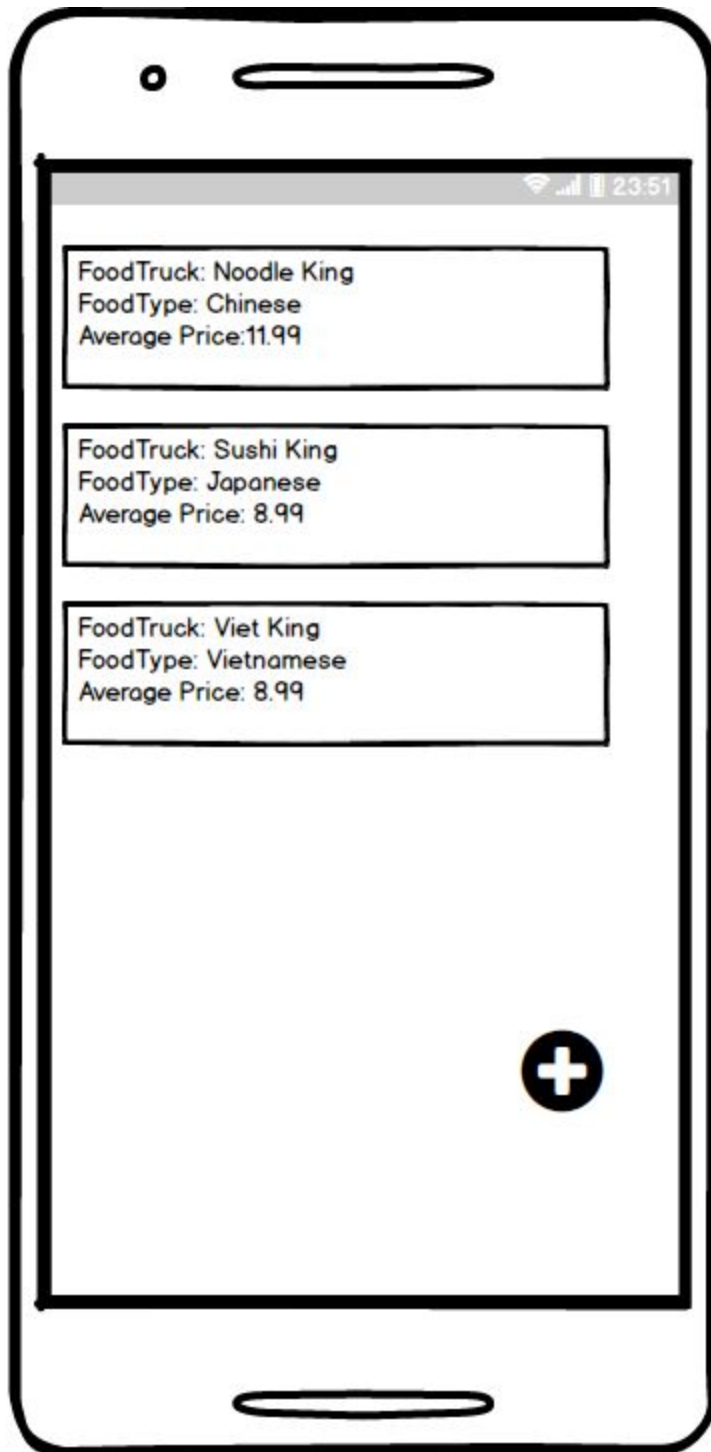 23:51
FoodTruck: Noodle King
FoodType: Chinese
Average Price:11.99
FoodTruck: Sushi King
FoodType: Japanese
Average Price: 8.99
FoodTruck: Viet King
FoodType: Vietnamese
Average Price: 8.99